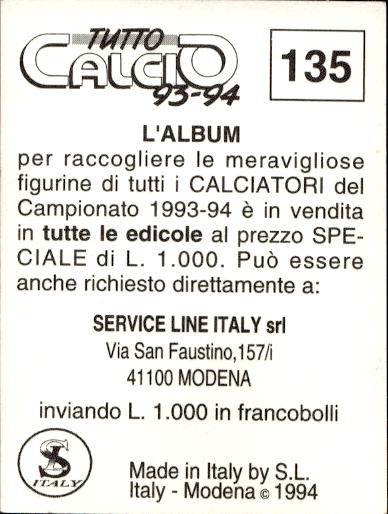 TUTTO
CALCIO
93-94
135
L'ALBUM
per raccogliere le meravigliose
figurine di tutti i CALCIATORI del
Campionato 1993-94 è in vendita
in tutte le edicole al prezzo SPE-
CIALE di L. 1.000. Può essere
anche richiesto direttamente a:
SERVICE LINE ITALY srl
Via San Faustino,157/i
41100 MODENA
inviando L. 1.000 in francobolli
SL
ITALY
Made in Italy by S.L.
Italy - Modena © 1994